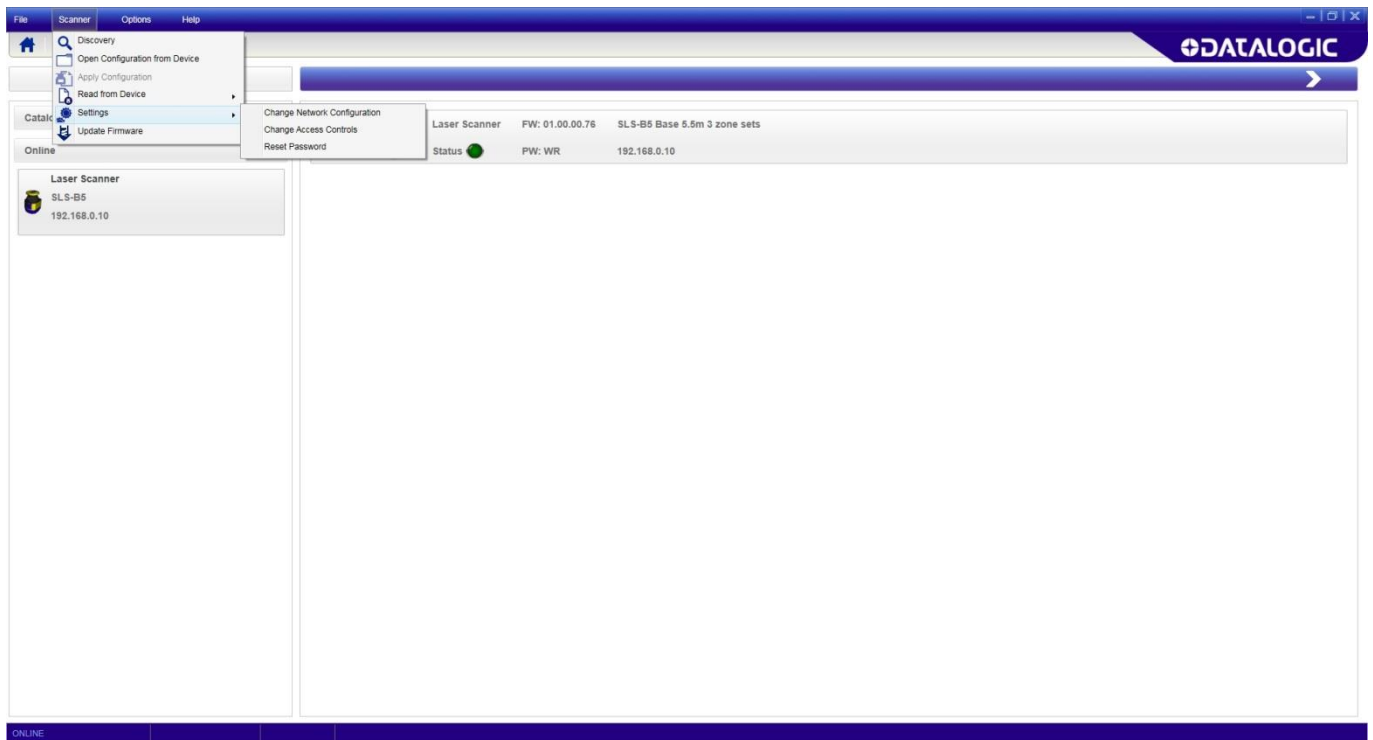 File Scanner Options Help
DATALOGIC
Discovery
Open Configuration from Device
Apply Configuration
Read from Device
Settings
Update Firmware
Change Network Configuration
Change Access Controls
Reset Password
Online
Laser Scanner
SLS-B5
192.168.0.10
Laser Scanner FW: 01.00.00.76 SLS-B5 Base 5.5m 3 zone sets
Status PW: WR 192.168.0.10
ONLINE